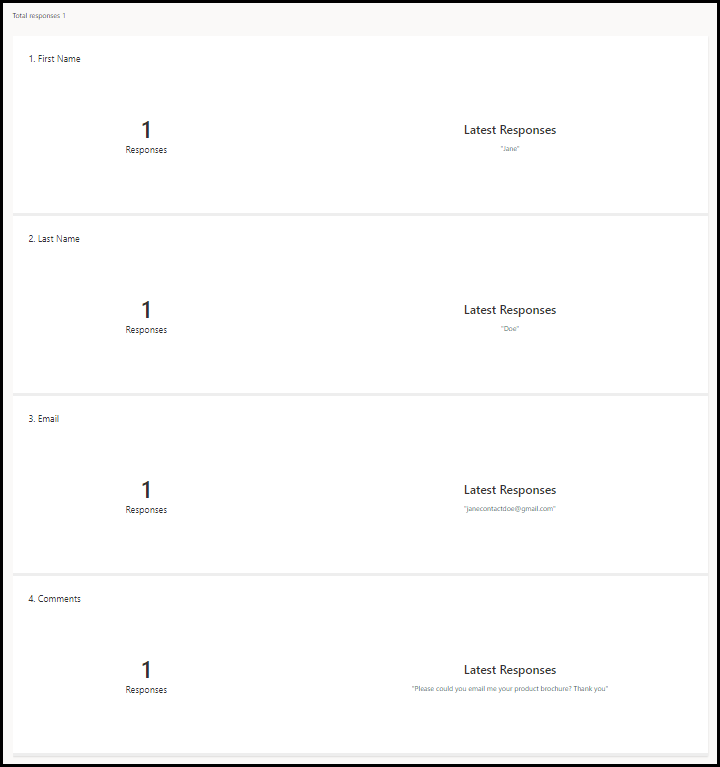 Total responses 1
1. First Name
1
Responses
Latest Responses
"Jane"
2. Last Name
1
Responses
Latest Responses
"Doe"
3. Email
1
Responses
Latest Responses
"janecontactdoe@gmail.com"
4. Comments
1
Responses
Latest Responses
"Please could you email me your product brochure? Thank you"